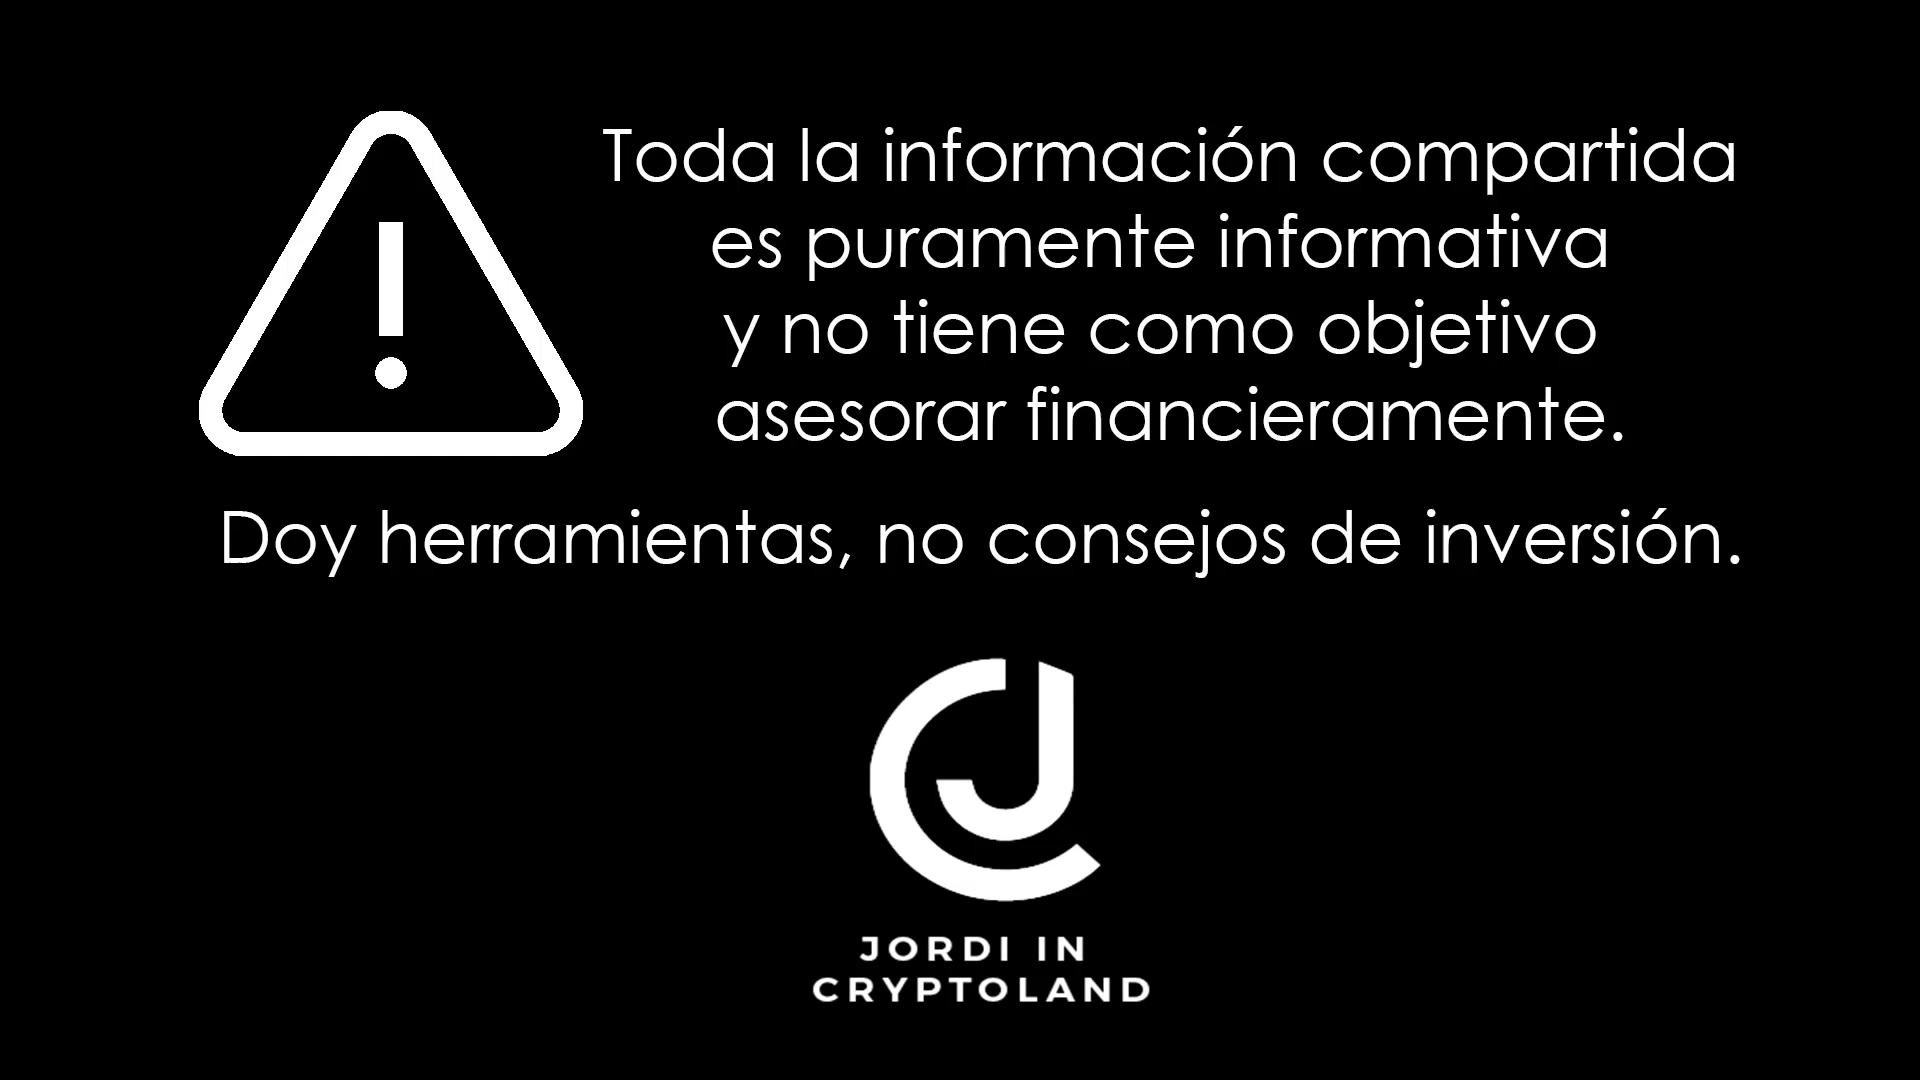 Toda la información compartida
es puramente informativa
y no tiene como objetivo
asesorar financieramente.
Doy herramientas, no consejos de inversión.
JORDI IN
CRYPTOLAND